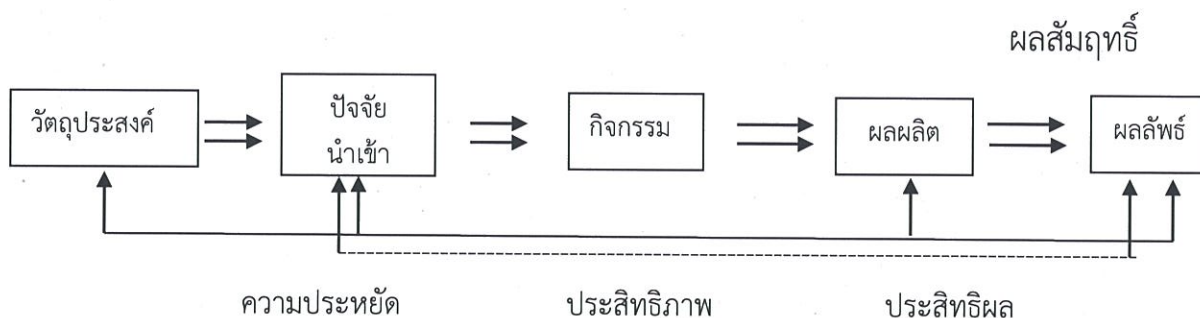 ผลสัมฤทธิ์
วัตถุประสงค์
ปัจจัย
นำเข้า
กิจกรรม
ผลผลิต
ผลลัพธ์
ความประหยัด
ประสิทธิภาพ
ประสิทธิผล